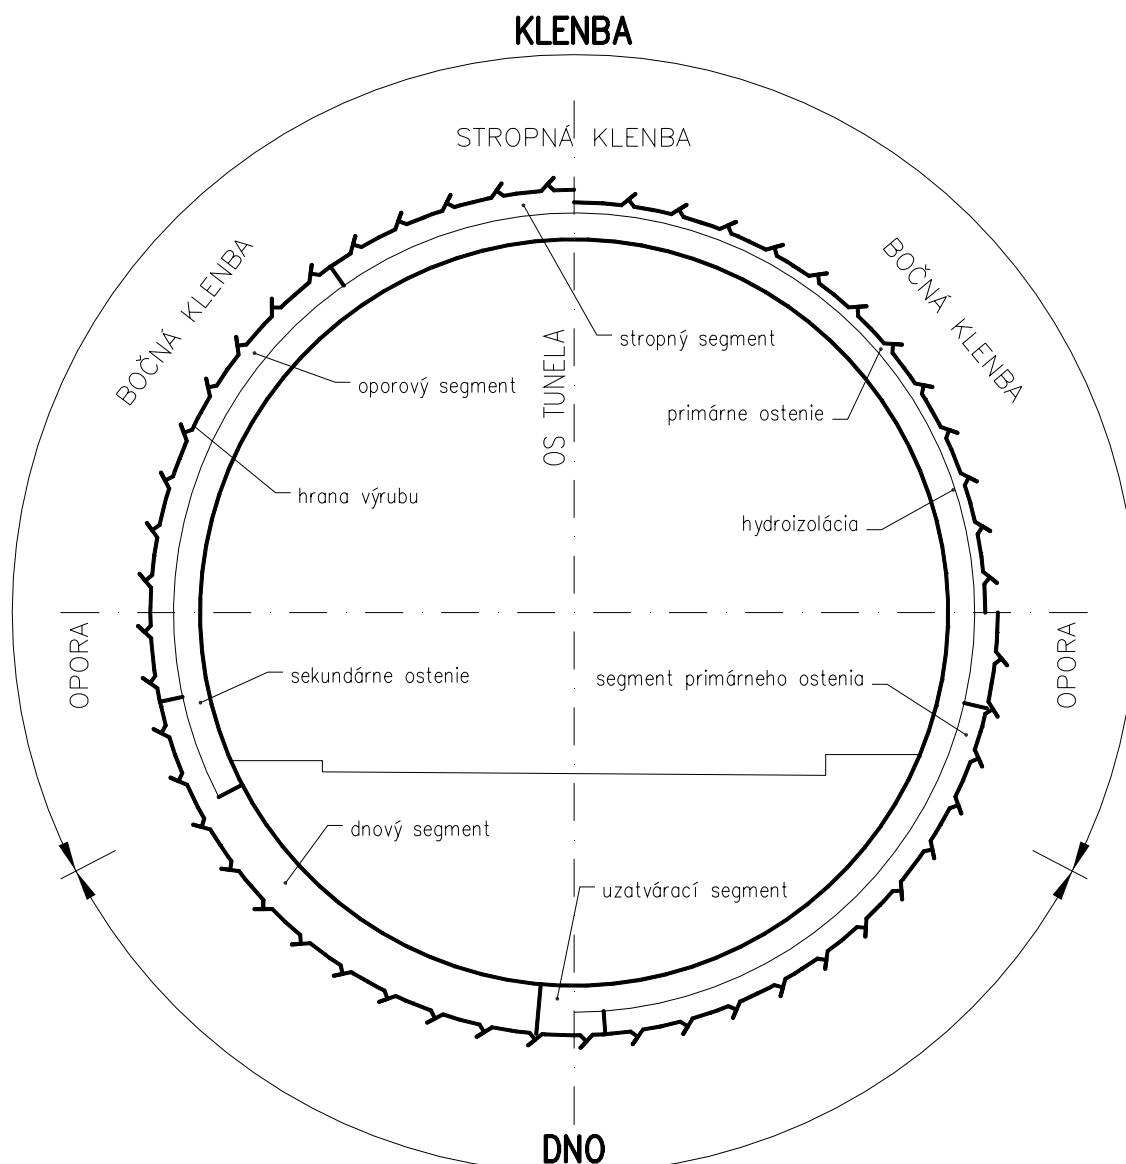 KLENBA
STROPNÁ KLENBA
BOČNÁ KLENBA
BOČNÁ KLENBA
stropný segment
OS TUNELA
oporový segment
primárne ostenie
hrana výrubu
hydroizolácia
OPORA
OPORA
sekundárne ostenie
segment primárneho ostenia
dnový segment
uzatvárací segment
DNO